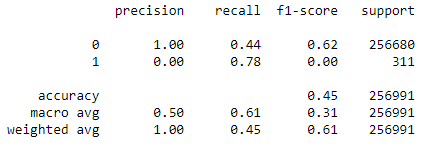 precision recall f1-score support
0 1.00 0.44 0.62 256680
1 0.00 0.78 0.00 311
accuracy 0.45 256991
macro avg 0.50 0.61 0.31 256991
weighted avg 1.00 0.45 0.61 256991